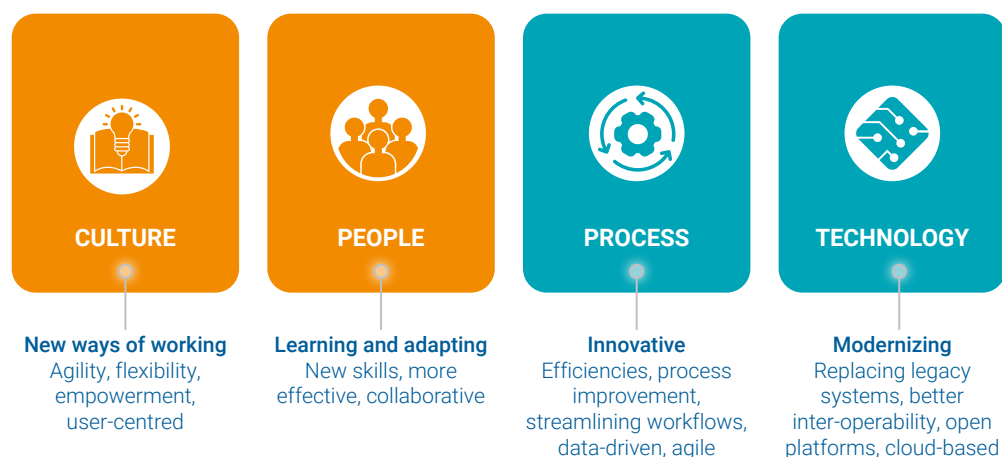 CULTURE
New ways of working
Agility, flexibility,
empowerment,
user-centred
PEOPLE
Learning and adapting
New skills, more
effective, collaborative
PROCESS
Innovative
Efficiencies, process
improvement,
streamlining workflows,
data-driven, agile
TECHNOLOGY
Modernizing
Replacing legacy
systems, better
inter-operability, open
platforms, cloud-based